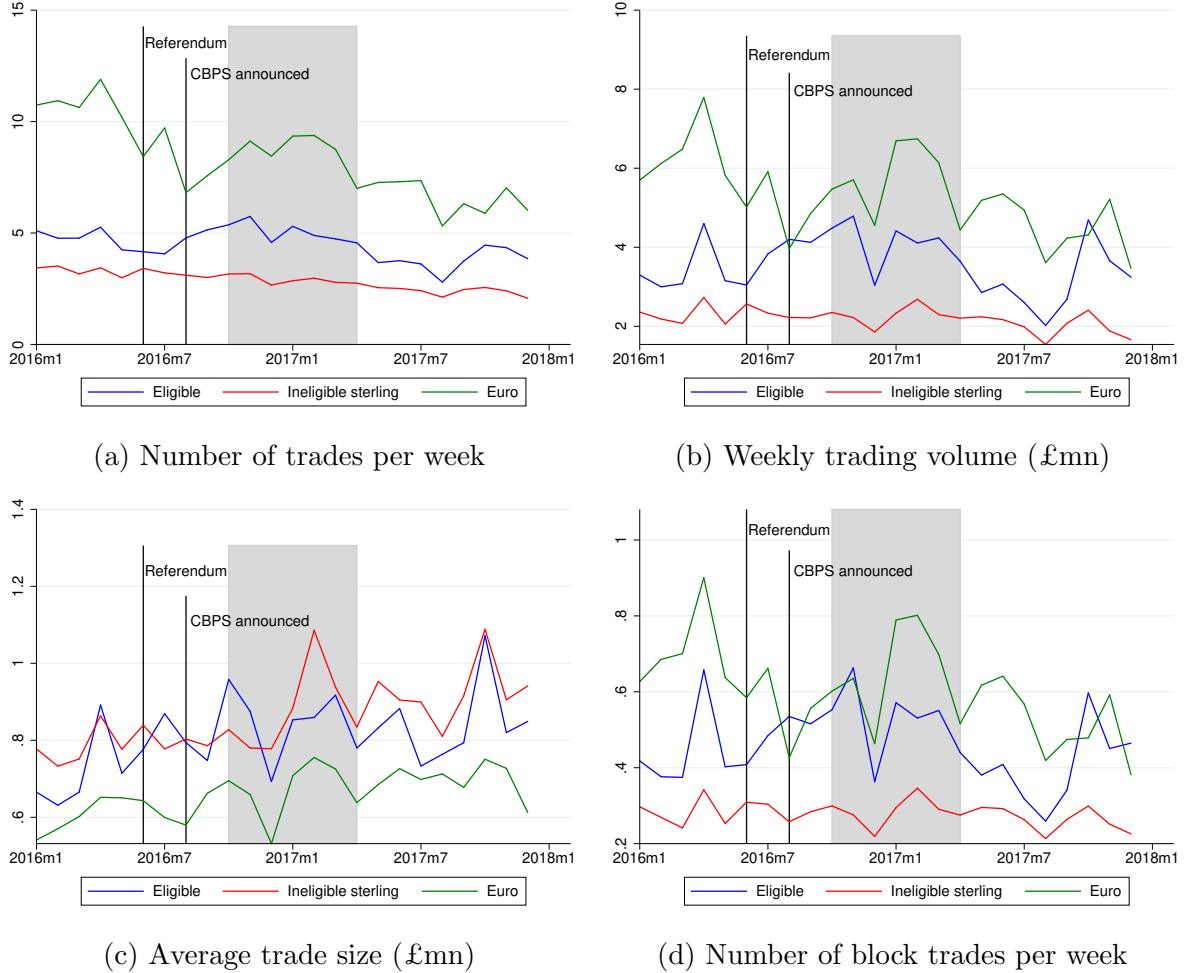 15
10
5
0
Referendum
CBPS announced
2016m1 2016m7 2017m1 2017m7 2018m1
Eligible Ineligible sterling Euro
(a) Number of trades per week
10
8
6
4
2
Referendum
CBPS announced
2016m1 2016m7 2017m1 2017m7 2018m1
Eligible Ineligible sterling Euro
(b) Weekly trading volume (£mn)
1.4
1.2
1
.8
.6
Referendum
CBPS announced
2016m1 2016m7 2017m1 2017m7 2018m1
Eligible Ineligible sterling Euro
(c) Average trade size (£mn)
1
.8
.6
.4
.2
Referendum
CBPS announced
2016m1 2016m7 2017m1 2017m7 2018m1
Eligible Ineligible sterling Euro
(d) Number of block trades per week